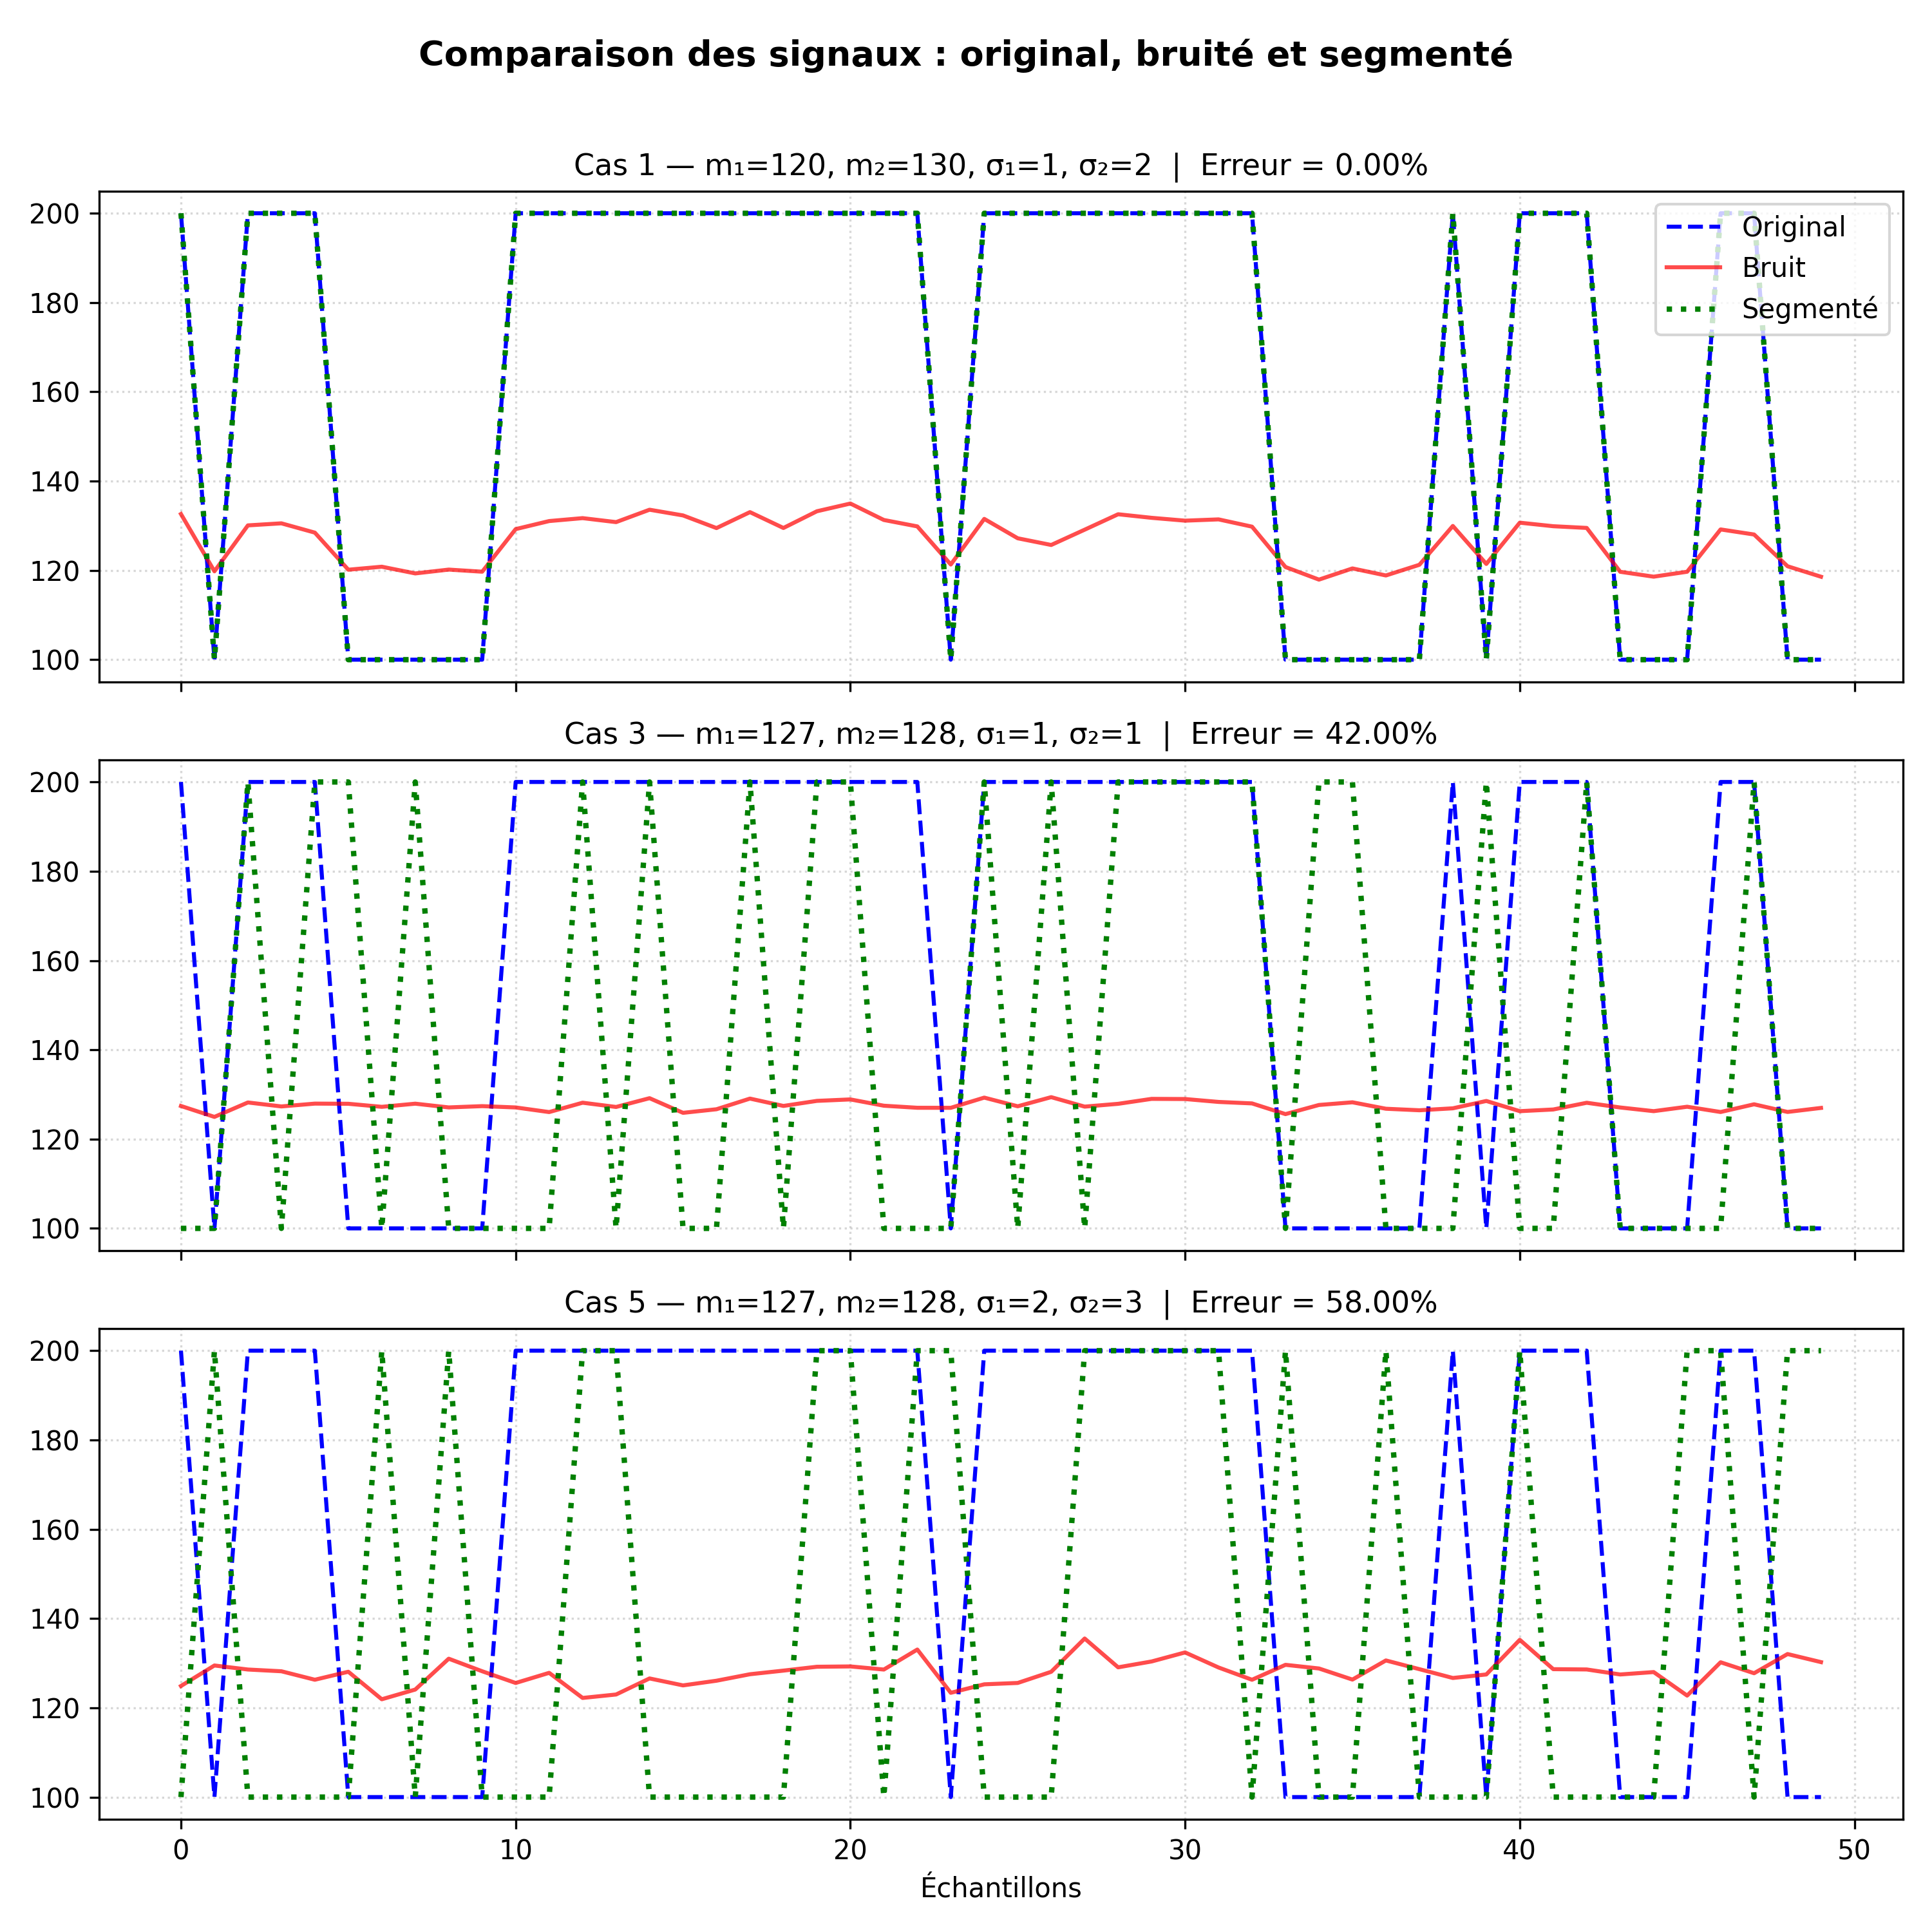 Comparaison des signaux : original, bruité et segmenté
Cas 1 — m₁=120, m₂=130, σ₁=1, σ₂=2 | Erreur = 0.00%
200
180
160
140
120
100
Original
Bruit
Segmenté
Cas 3 — m₁=127, m₂=128, σ₁=1, σ₂=1 | Erreur = 42.00%
200
180
160
140
120
100
Cas 5 — m₁=127, m₂=128, σ₁=2, σ₂=3 | Erreur = 58.00%
200
180
160
140
120
100
0 10 20 30 40 50
Échantillons